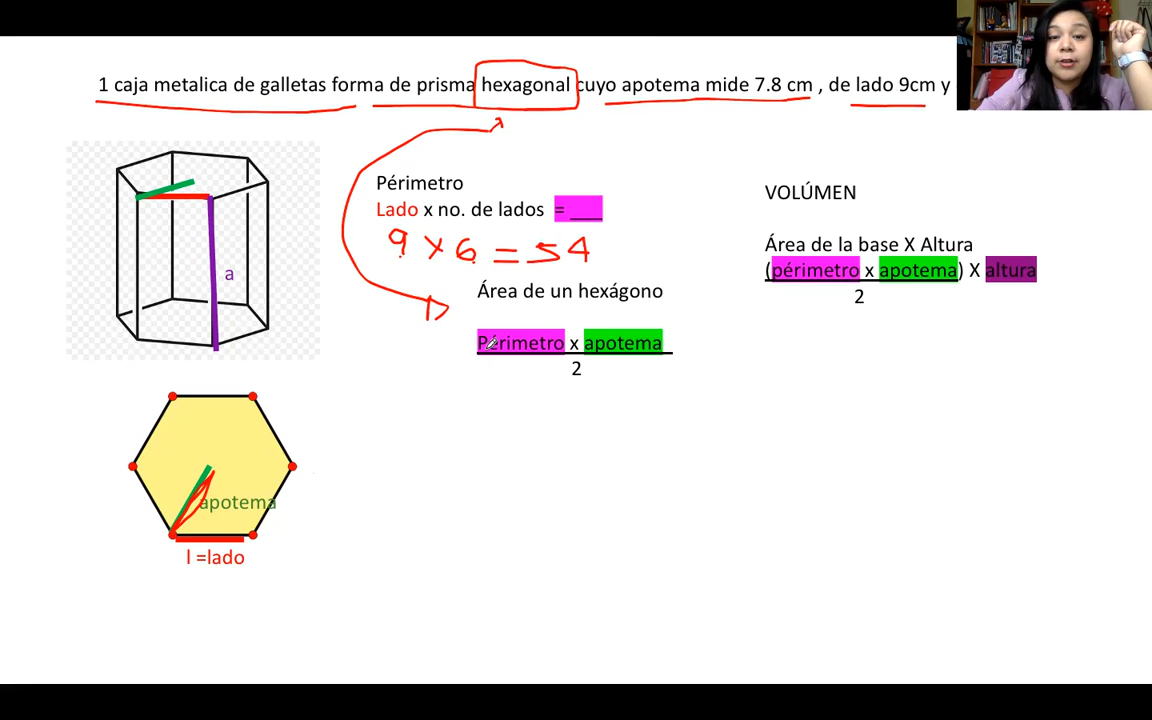 1 caja metalica de galletas forma de prisma hexagonal cuyo apotema mide 7.8 cm , de lado 9cm y
Périmetro
Lado x no. de lados = ___
9 x 6 = 54
Área de un hexágono
Périmetro x apotema
2
VOLÚMEN
Área de la base X Altura
(périmetro x apotema) X altura
2
a
apotema
l =lado